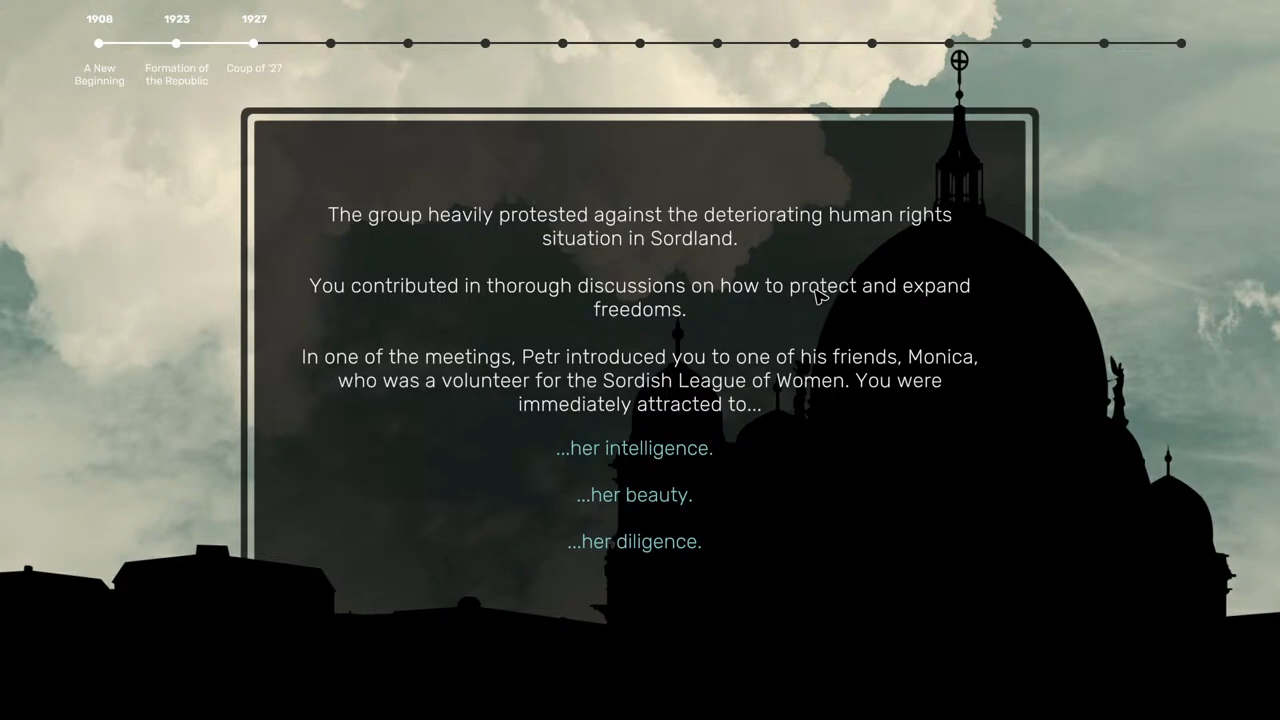 1908
1923
1927
A New
Beginning
Formation of
the Republic
Coup of '27
The group heavily protested against the deteriorating human rights
situation in Sordland.
You contributed in thorough discussions on how to protect and expand
freedoms.
In one of the meetings, Petr introduced you to one of his friends, Monica,
who was a volunteer for the Sordish League of Women. You were
immediately attracted to...
...her intelligence.
...her beauty.
...her diligence.